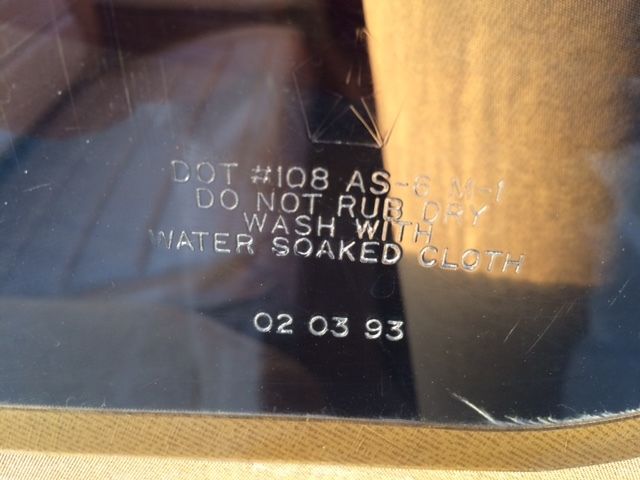 DOT #108 AS-6 M-1
DO NOT RUB DRY
WASH WITH
WATER SOAKED CLOTH
02 03 93